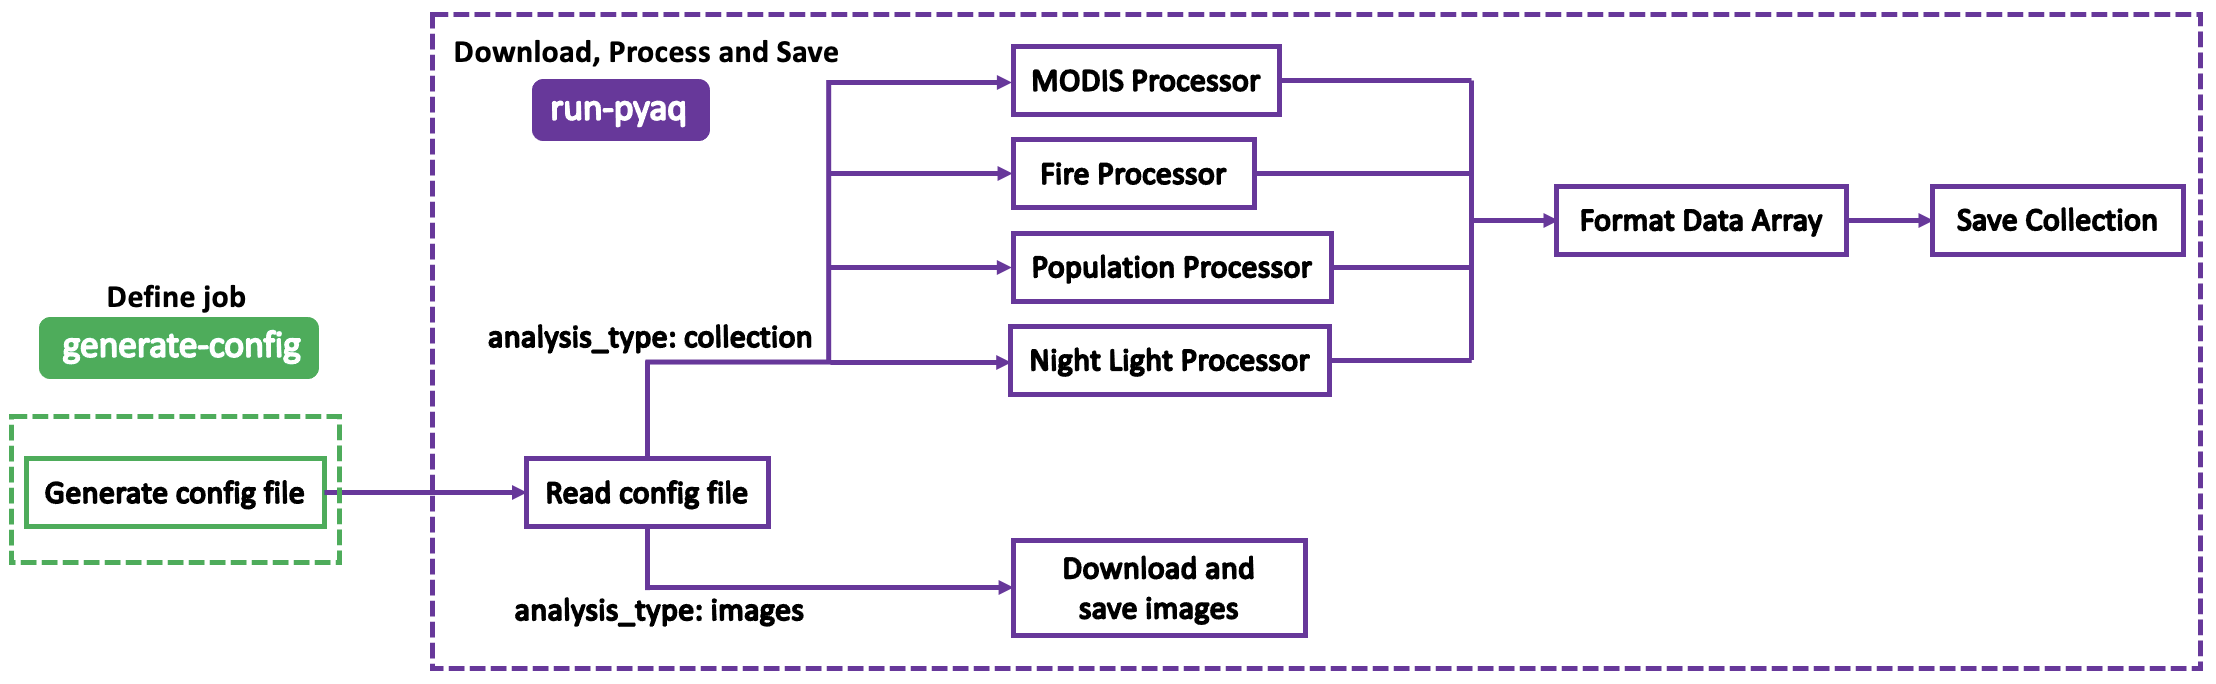 Download, Process and Save
run-pyaq
MODIS Processor
Fire Processor
Population Processor
Night Light Processor
Format Data Array
Save Collection
Define job
generate-config
analysis_type: collection
Generate config file
Read config file
analysis_type: images
Download and
save images